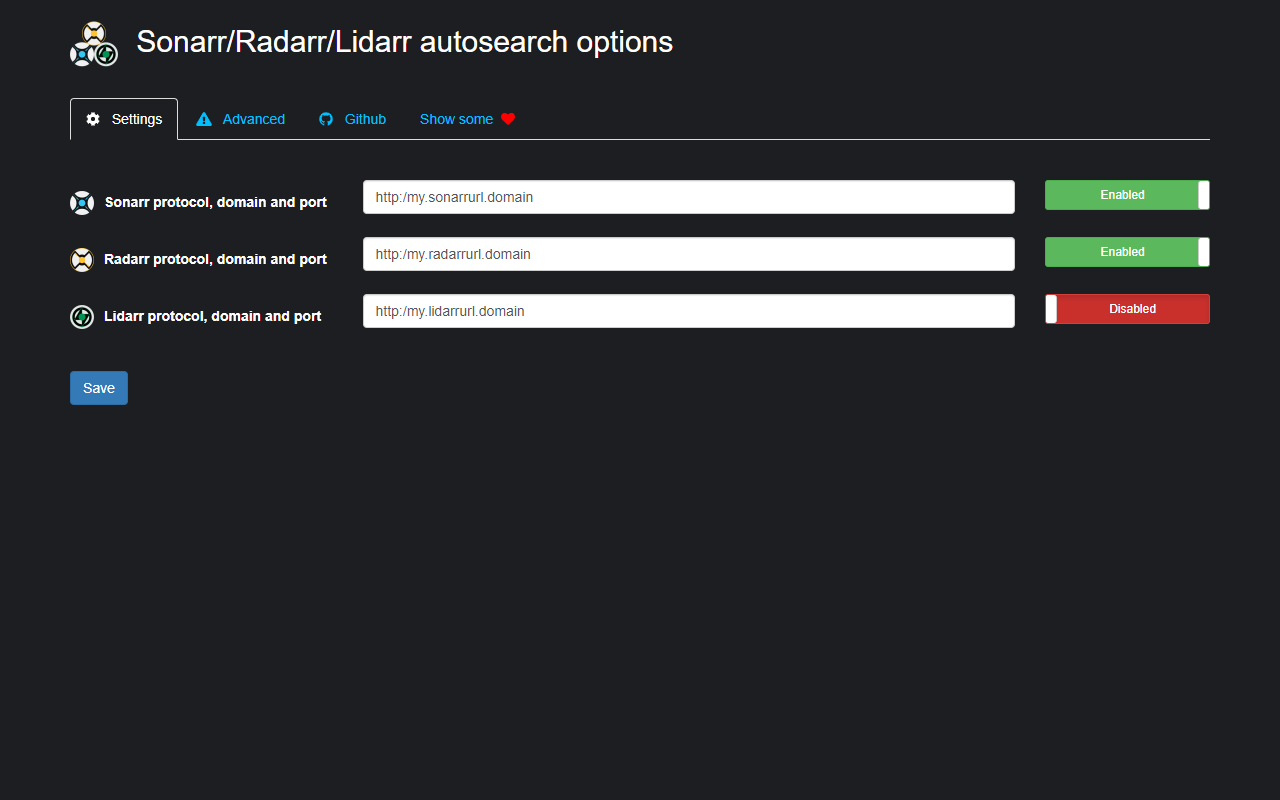 Sonarr/Radarr/Lidarr autosearch options
Settings Advanced Github Show some
Sonarr protocol, domain and port http:/my.sonarrurl.domain Enabled
Radarr protocol, domain and port http:/my.radarrurl.domain Enabled
Lidarr protocol, domain and port http:/my.lidarrurl.domain Disabled
Save